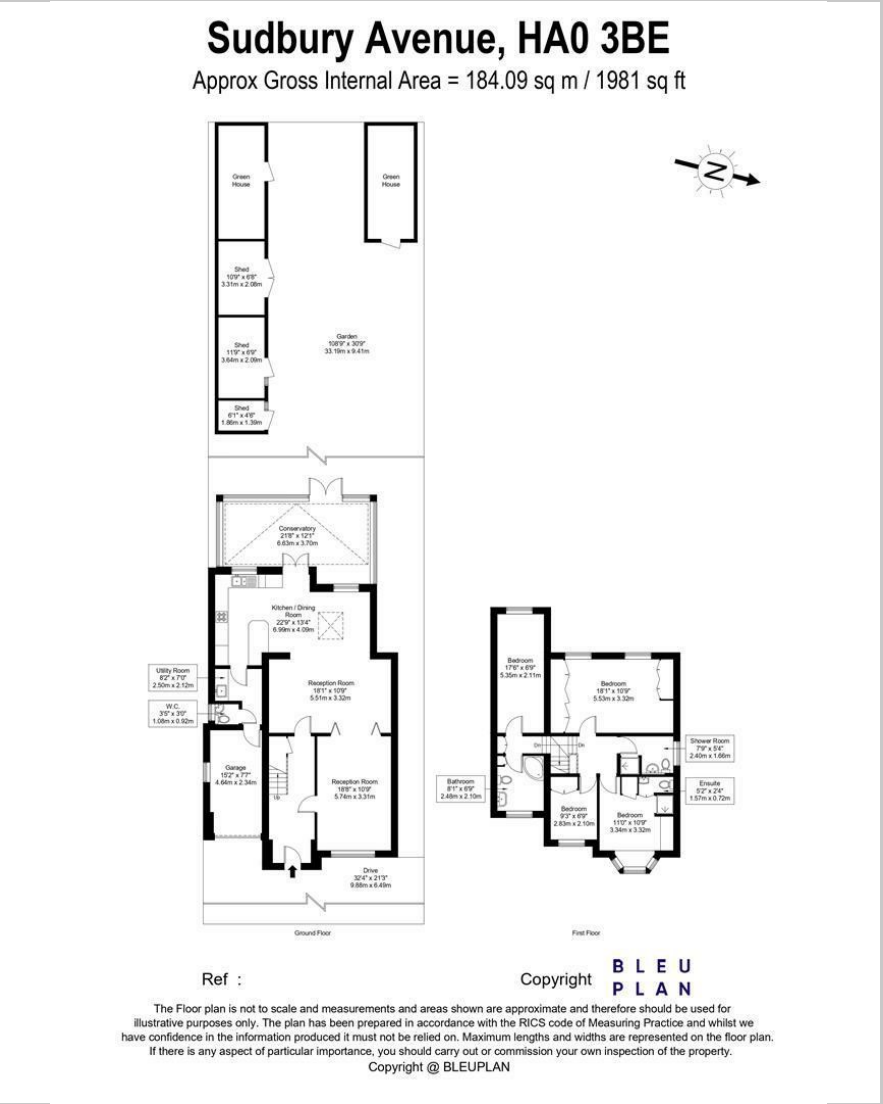 Sudbury Avenue, HA0 3BE
Approx Gross Internal Area = 184.09 sq m / 1981 sq ft
N
Green
House
Green
House
Shed
10'9" x 6'8"
3.31m x 2.08m
Shed
11'9" x 6'9"
3.64m x 2.09m
Shed
6'1" x 4'6"
1.86m x 1.39m
Garden
108'9" x 30'9"
33.19m x 9.41m
Conservatory
21'8" x 12'1"
6.63m x 3.70m
Kitchen / Dining
Room
22'9" x 13'4"
6.99m x 4.09m
Utility Room
8'2" x 7'0"
2.50m x 2.12m
W.C.
3'5" x 3'0"
1.08m x 0.92m
Reception Room
18'1" x 10'9"
5.51m x 3.32m
Garage
15'2" x 7'7"
4.64m x 2.34m
Up
Reception Room
18'8" x 10'9"
5.74m x 3.31m
Drive
32'4" x 21'3"
9.88m x 6.49m
Ground Floor
Bedroom
17'6" x 6'9"
5.35m x 2.11m
Bedroom
18'1" x 10'9"
5.53m x 3.32m
Dn
Dn
Shower Room
7'9" x 5'4"
2.40m x 1.66m
Bathroom
8'1" x 6'9"
2.48m x 2.10m
Ensuite
5'2" x 2'4"
1.57m x 0.72m
Bedroom
9'3" x 6'9"
2.83m x 2.10m
Bedroom
11'0" x 10'9"
3.34m x 3.32m
First Floor
Ref :
Copyright
BLEU
PLAN
The Floor plan is not to scale and measurements and areas shown are approximate and therefore should be used for
illustrative purposes only. The plan has been prepared in accordance with the RICS code of Measuring Practice and whilst we
have confidence in the information produced it must not be relied on. Maximum lengths and widths are represented on the floor plan.
If there is any aspect of particular importance, you should carry out or commission your own inspection of the property.
Copyright @ BLEUPLAN